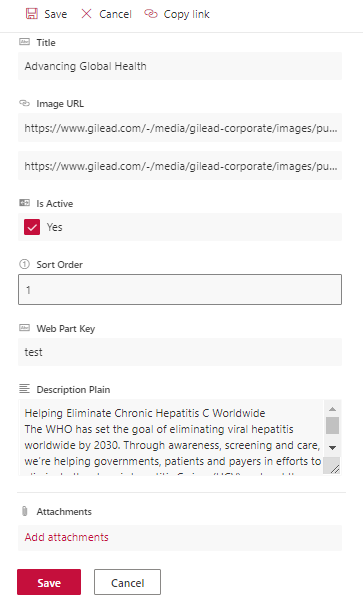 Save Cancel Copy link
Title
Advancing Global Health
Image URL
https://www.gilead.com/-/media/gilead-corporate/images/pu...
https://www.gilead.com/-/media/gilead-corporate/images/pu...
Is Active
Yes
Sort Order
1
Web Part Key
test
Description Plain
Helping Eliminate Chronic Hepatitis C Worldwide
The WHO has set the goal of eliminating viral hepatitis
worldwide by 2030. Through awareness, screening and care,
we're helping governments, patients and payers in efforts to
Attachments
Add attachments
Save Cancel